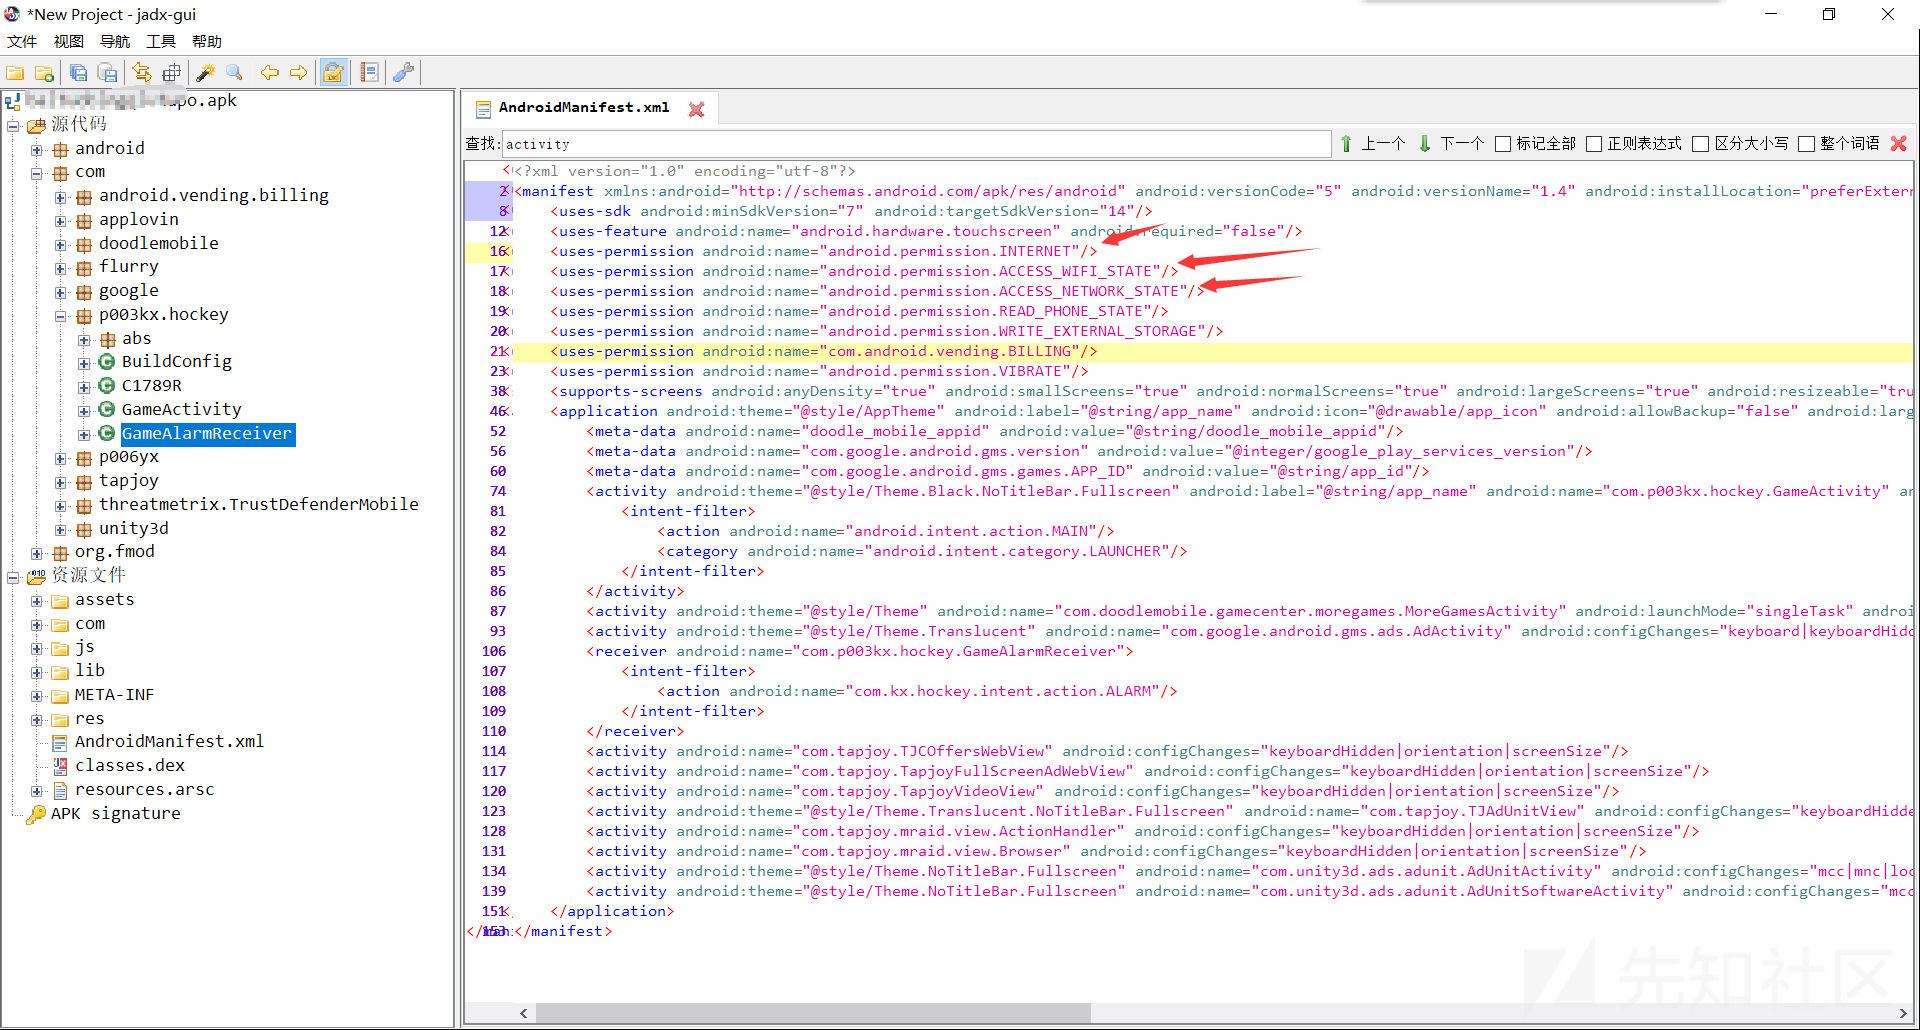 *New Project - jadx-gui
文件 视图 导航 工具 帮助
apo.apk
源代码
android
com
android.vending.billing
applovin
doodlemobile
flurry
google
p003kx.hockey
abs
BuildConfig
C1789R
GameActivity
GameAlarmReceiver
p006yx
tapjoy
threatmetrix.TrustDefenderMobile
unity3d
org.fmod
资源文件
assets
com
js
lib
META-INF
res
AndroidManifest.xml
classes.dex
resources.arsc
APK signature
AndroidManifest.xml
查找: activity 上一个 下一个 标记全部 正则表达式 区分大小写 整个词语
<?xml version="1.0" encoding="utf-8"?>
2 <manifest xmlns:android="http://schemas.android.com/apk/res/android" android:versionCode="5" android:versionName="1.4" android:installLocation="preferExter
8 <uses-sdk android:minSdkVersion="7" android:targetSdkVersion="14"/>
12 <uses-feature android:name="android.hardware.touchscreen" android:required="false"/>
16 <uses-permission android:name="android.permission.INTERNET"/>
17 <uses-permission android:name="android.permission.ACCESS_WIFI_STATE"/>
18 <uses-permission android:name="android.permission.ACCESS_NETWORK_STATE"/>
19 <uses-permission android:name="android.permission.READ_PHONE_STATE"/>
20 <uses-permission android:name="android.permission.WRITE_EXTERNAL_STORAGE"/>
21 <uses-permission android:name="com.android.vending.BILLING"/>
23 <uses-permission android:name="android.permission.VIBRATE"/>
38 <supports-screens android:anyDensity="true" android:smallScreens="true" android:normalScreens="true" android:largeScreens="true" android:resizeable="tru
46 <application android:theme="@style/AppTheme" android:label="@string/app_name" android:icon="@drawable/app_icon" android:allowBackup="false" android:larg
52 <meta-data android:name="doodle_mobile_appid" android:value="@string/doodle_mobile_appid"/>
56 <meta-data android:name="com.google.android.gms.version" android:value="@integer/google_play_services_version"/>
60 <meta-data android:name="com.google.android.gms.games.APP_ID" android:value="@string/app_id"/>
74 <activity android:theme="@style/Theme.Black.NoTitleBar.Fullscreen" android:label="@string/app_name" android:name="com.p003kx.hockey.GameActivity" an
81 <intent-filter>
82 <action android:name="android.intent.action.MAIN"/>
84 <category android:name="android.intent.category.LAUNCHER"/>
85 </intent-filter>
86 </activity>
87 <activity android:theme="@style/Theme" android:name="com.doodlemobile.gamecenter.moregames.MoreGamesActivity" android:launchMode="singleTask" androi
93 <activity android:theme="@style/Theme.Translucent" android:name="com.google.android.gms.ads.AdActivity" android:configChanges="keyboard|keyboardHidd
106 <receiver android:name="com.p003kx.hockey.GameAlarmReceiver">
107 <intent-filter>
108 <action android:name="com.kx.hockey.intent.action.ALARM"/>
109 </intent-filter>
110 </receiver>
114 <activity android:name="com.tapjoy.TJCOffersWebView" android:configChanges="keyboardHidden|orientation|screenSize"/>
117 <activity android:name="com.tapjoy.TapjoyFullScreenAdWebView" android:configChanges="keyboardHidden|orientation|screenSize"/>
120 <activity android:name="com.tapjoy.TapjoyVideoView" android:configChanges="keyboardHidden|orientation|screenSize"/>
123 <activity android:theme="@style/Theme.Translucent.NoTitleBar.Fullscreen" android:name="com.tapjoy.TJAdUnitView" android:configChanges="keyboardHidde
128 <activity android:name="com.tapjoy.mraid.view.ActionHandler" android:configChanges="keyboardHidden|orientation|screenSize"/>
131 <activity android:name="com.tapjoy.mraid.view.Browser" android:configChanges="keyboardHidden|orientation|screenSize"/>
134 <activity android:theme="@style/Theme.NoTitleBar.Fullscreen" android:name="com.unity3d.ads.adunit.AdUnitActivity" android:configChanges="mcc|mnc|loc
139 <activity android:theme="@style/Theme.NoTitleBar.Fullscreen" android:name="com.unity3d.ads.adunit.AdUnitSoftwareActivity" android:configChanges="mcc
151 </application>
153 </manifest>
先知社区